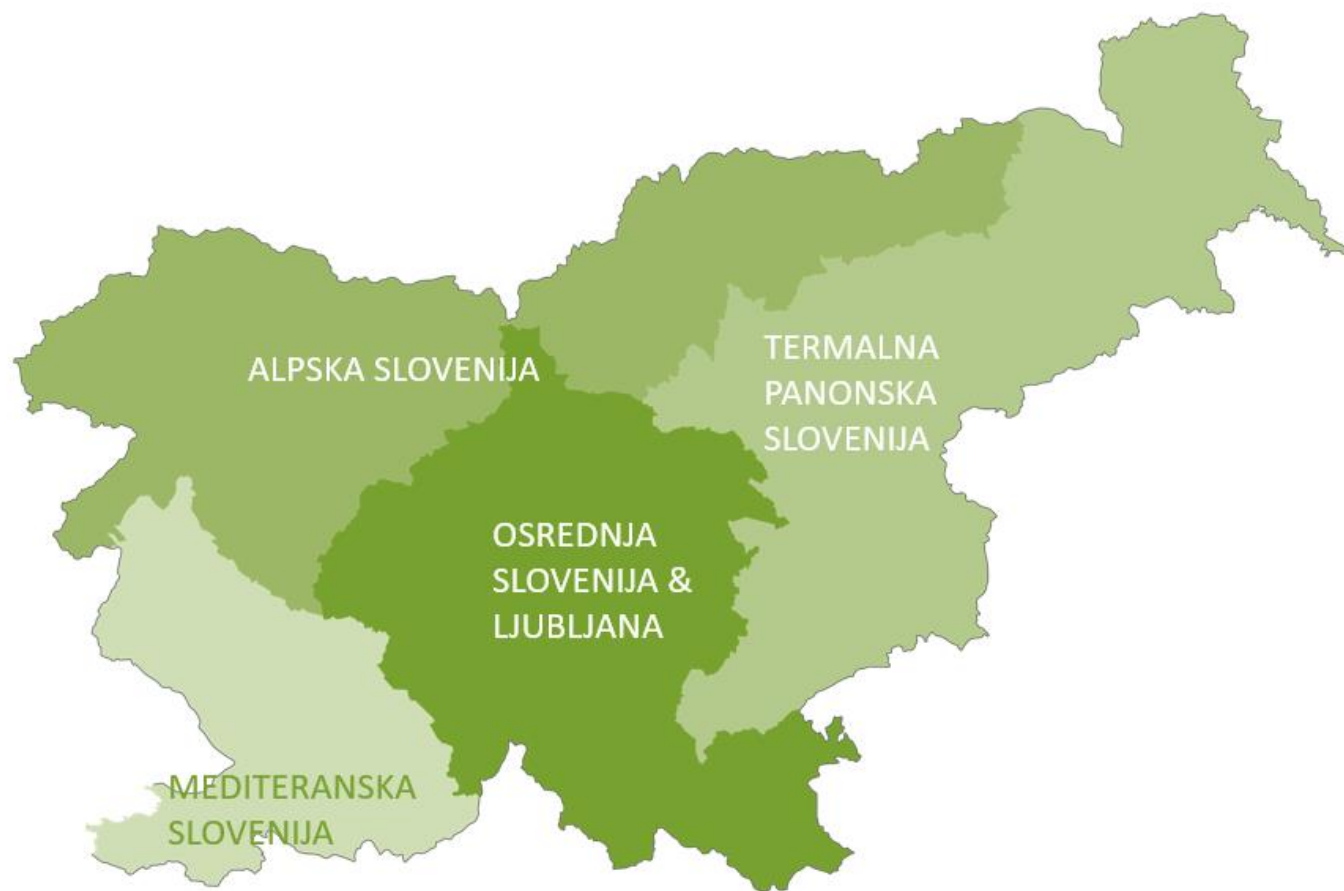 ALPSKA SLOVENIJA
TERMALNA
PANONSKA
SLOVENIJA
OSREDNJA
SLOVENIJA &
LJUBLJANA
MEDITERANSKA
SLOVENIJA